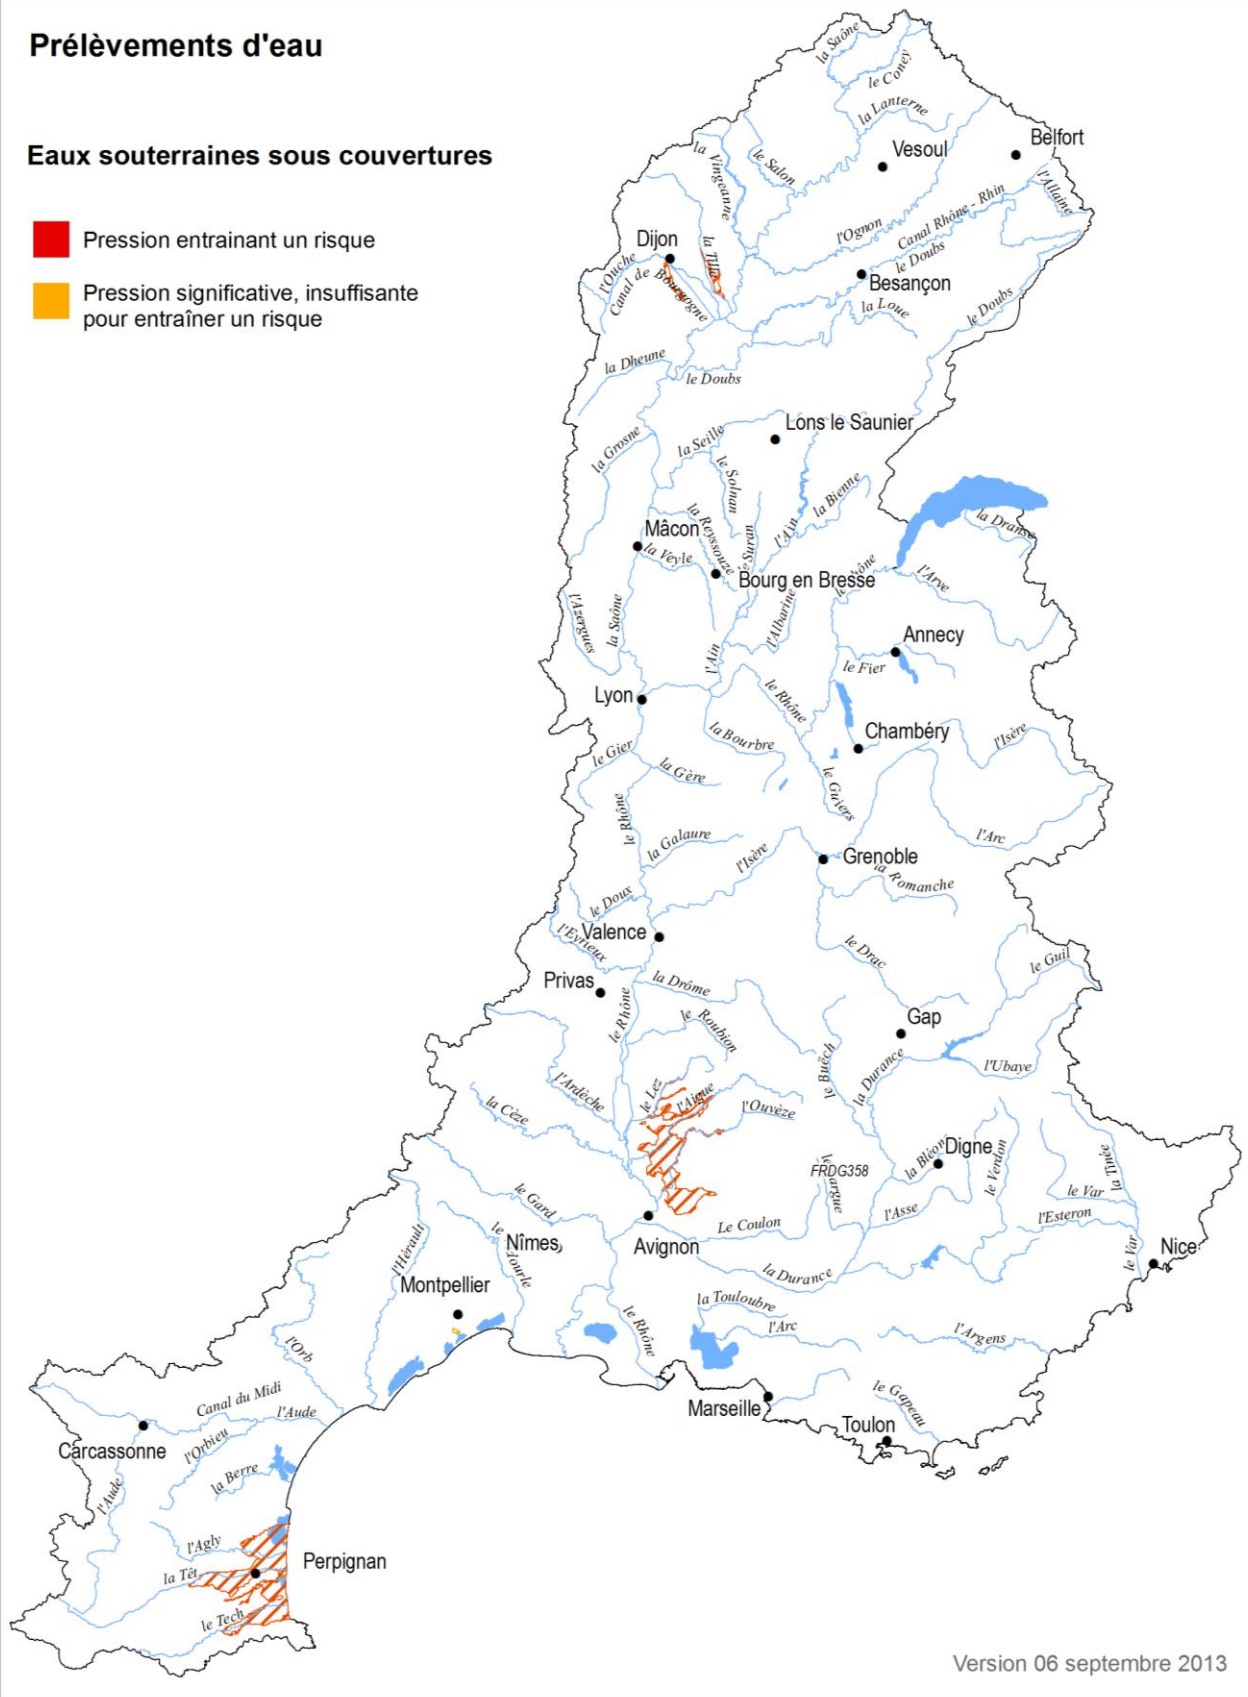 Prélèvements d'eau
Eaux souterraines sous couvertures
Pression entrainant un risque
Pression significative, insuffisante
pour entraîner un risque
la Saône
le Coney
la Lanterne
Belfort
Vesoul
la Vingeanne
le Salon
l'Allaine
Canal Rhône - Rhin
l'Ognon
Dijon
la Tille
le Doubs
l'Ouche
Canal de Bourgogne
Besançon
la Loue
le Doubs
la Dheune
le Doubs
Lons le Saunier
la Grosne
la Seille
le Solnan
la Bienne
la Reyssouze
l'Ain
la Dranse
Mâcon
la Veyle
le Suran
Bourg en Bresse
le Rhône
l'Arve
l'Azergues
la Saône
l'Albarine
Annecy
l'Ain
le Fier
Lyon
le Rhône
Chambéry
la Bourbre
l'Isère
le Gier
la Gère
le Guiers
le Rhône
la Galaure
l'Isère
l'Arc
Grenoble
la Romanche
le Doux
l'Eyrieux
Valence
le Drac
le Guil
Privas
la Drôme
le Rhône
le Roubion
Gap
le Buëch
la Durance
l'Ubaye
l'Ardèche
la Cèze
le Lez
l'Aigue
l'Ouvèze
Digne
la Bléone
le Verdon
la Tinée
FRDG358
le Var
le Gard
Le Coulon
l'Asse
l'Esteron
l'Hérault
Nîmes
Avignon
le Var
Nice
Montpellier
la Durance
la Touloubre
le Rhône
l'Arc
l'Argens
l'Orb
Canal du Midi
l'Aude
le Gapeau
Marseille
Toulon
Carcassonne
l'Orbieu
la Berre
l'Aude
l'Agly
Perpignan
la Têt
le Tech
Version 06 septembre 2013